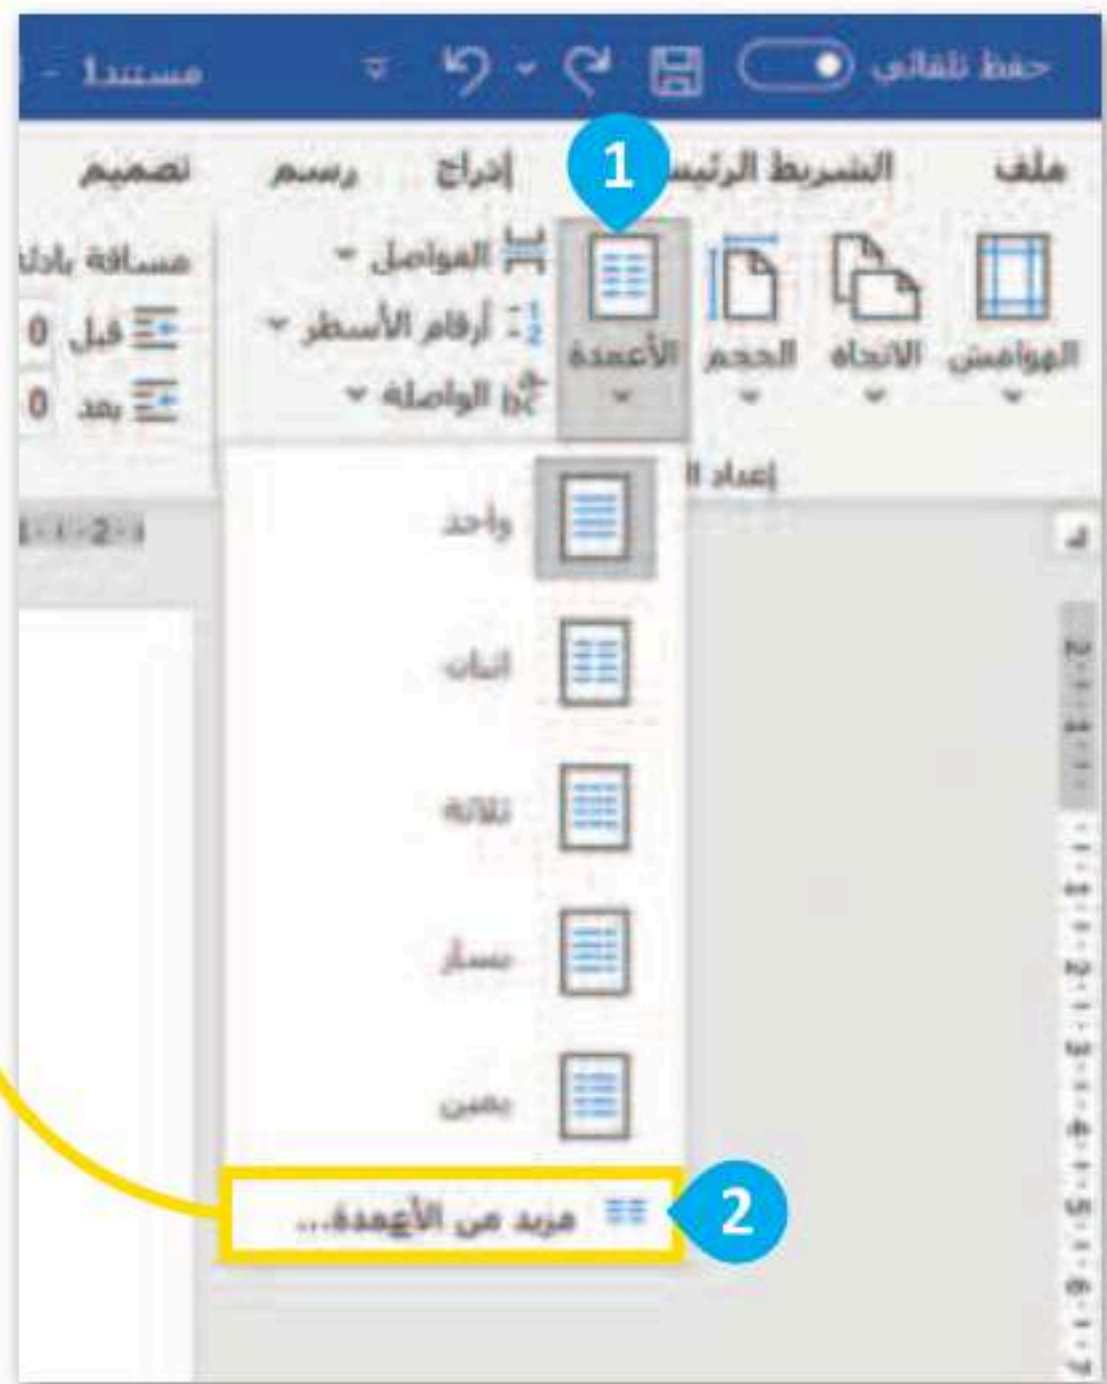 حفظ تلقائي مستند1 -
ملف الشريط الرئيس إدراج رسم تصميم
1
الهوامش الاتجاه الحجم الأعمدة
الفواصل
أرقام الأسطر
الواصلة
مسافة بادئة
قبل 0
بعد 0
إعداد ا
واحد
اثنان
ثلاثة
يسار
يمين
مزيد من الأعمدة...
2